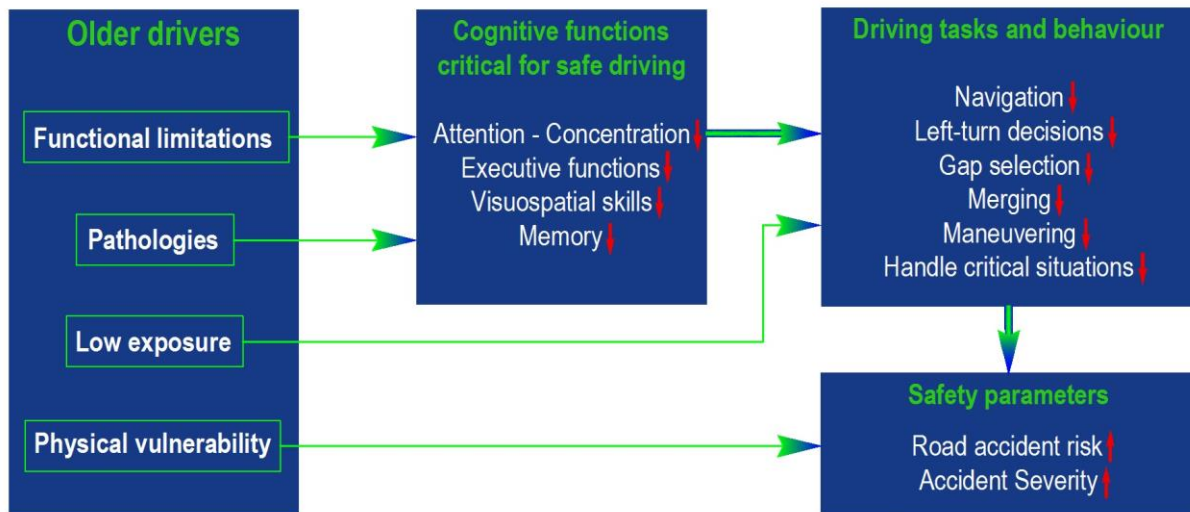 Older drivers
Functional limitations
Pathologies
Low exposure
Physical vulnerability
Cognitive functions
critical for safe driving
Attention - Concentration
Executive functions
Visuospatial skills
Memory
Driving tasks and behaviour
Navigation
Left-turn decisions
Gap selection
Merging
Maneuvering
Handle critical situations
Safety parameters
Road accident risk
Accident Severity